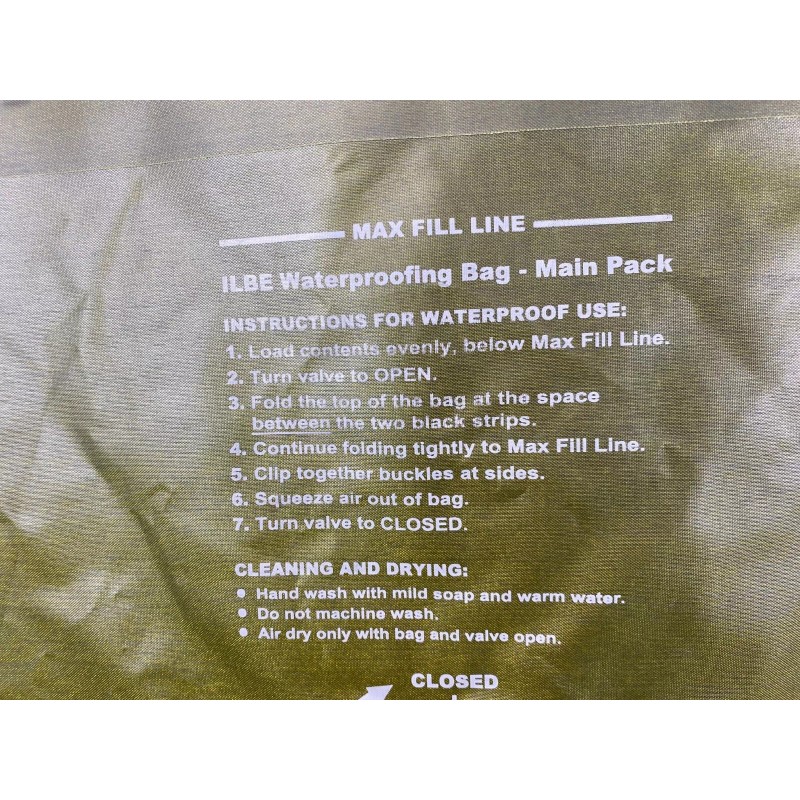 MAX FILL LINE
ILBE Waterproofing Bag - Main Pack
INSTRUCTIONS FOR WATERPROOF USE:
1. Load contents evenly, below Max Fill Line.
2. Turn valve to OPEN.
3. Fold the top of the bag at the space
between the two black strips.
4. Continue folding tightly to Max Fill Line.
5. Clip together buckles at sides.
6. Squeeze air out of bag.
7. Turn valve to CLOSED.
CLEANING AND DRYING:
• Hand wash with mild soap and warm water.
• Do not machine wash.
• Air dry only with bag and valve open.
CLOSED